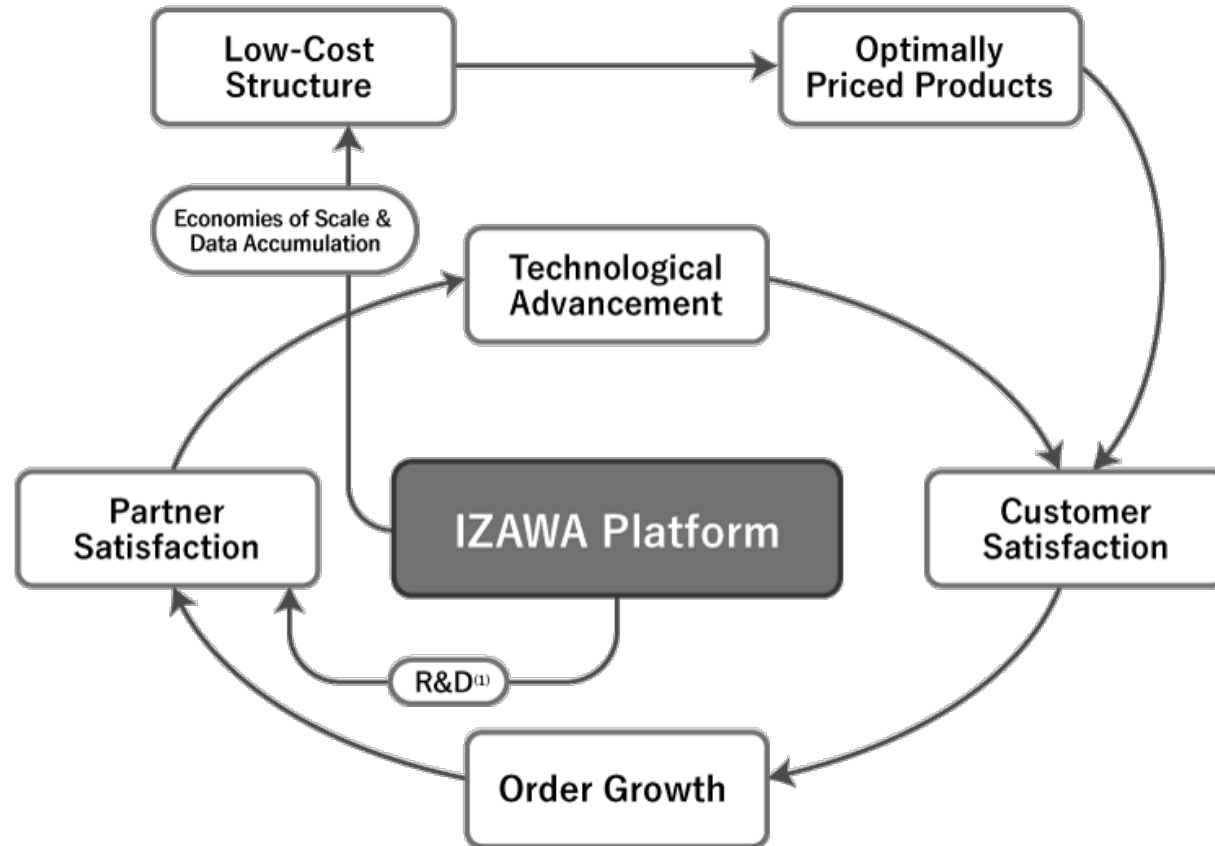 Low-Cost
Structure
Optimally
Priced Products
Economies of Scale &
Data Accumulation
Technological
Advancement
Partner
Satisfaction
IZAWA Platform
Customer
Satisfaction
R&D(1)
Order Growth